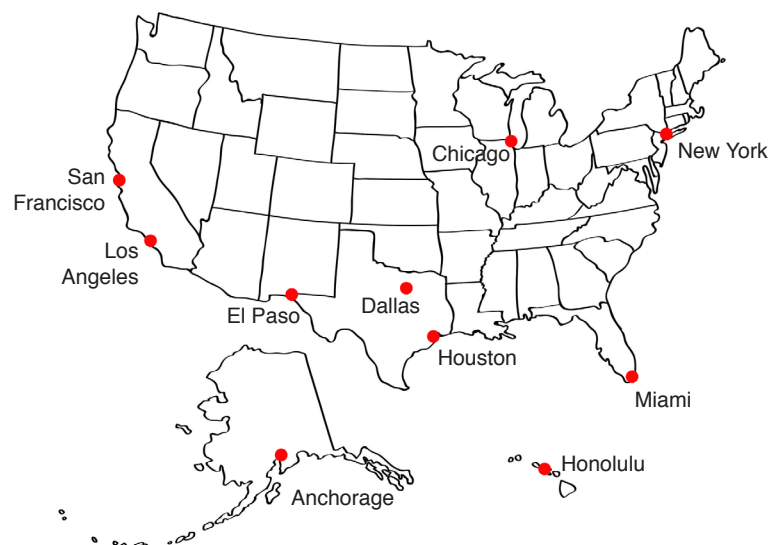 Chicago
New York
San
Francisco
Los
Angeles
El Paso
Dallas
Houston
Miami
Honolulu
Anchorage